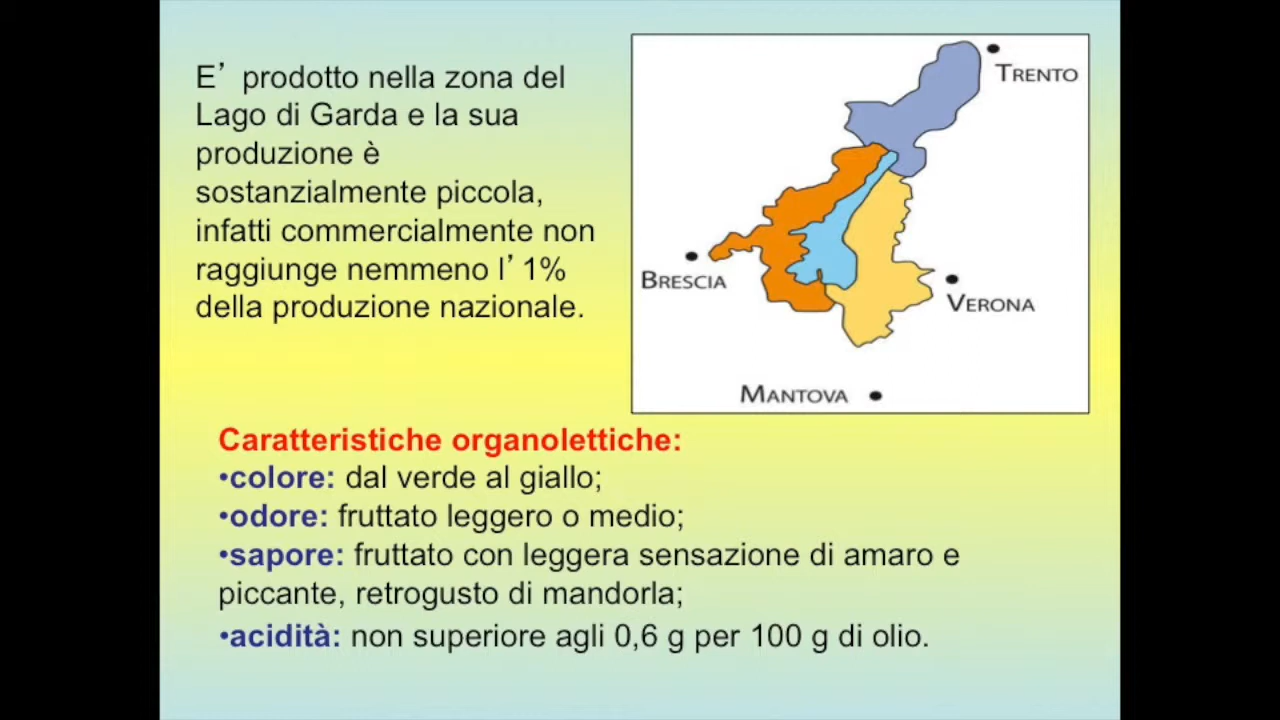 E’ prodotto nella zona del
Lago di Garda e la sua
produzione è
sostanzialmente piccola,
infatti commercialmente non
raggiunge nemmeno l’1%
della produzione nazionale.
TRENTO
BRESCIA
VERONA
MANTOVA
Caratteristiche organolettiche:
•colore: dal verde al giallo;
•odore: fruttato leggero o medio;
•sapore: fruttato con leggera sensazione di amaro e
piccante, retrogusto di mandorla;
•acidità: non superiore agli 0,6 g per 100 g di olio.